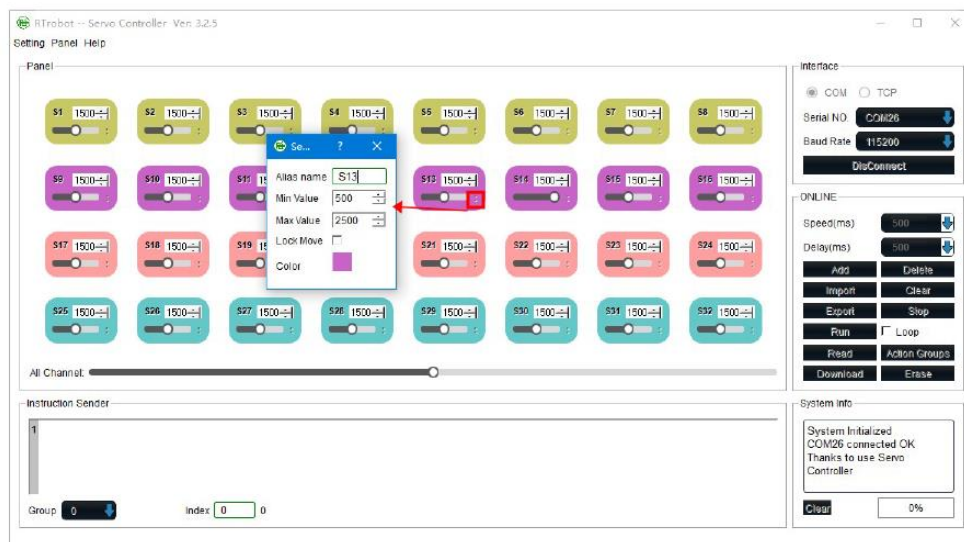 RTrobot -- Servo Controller Ver: 3.2.5
Setting Panel Help
Panel
S1 1500 S2 1500 S3 1500 S4 1500 S5 1500 S6 1500 S7 1500 S8 1500
Se... ? X
S9 1500 S10 1500 S11 Alias name S13 S13 1500 S14 1500 S15 1500 S16 1500
Min Value 500
Max Value 2500
S17 1500 S18 1500 S19 Lock Move S21 1500 S22 1500 S23 1500 S24 1500
Color
S25 1500 S26 1500 S27 1500 S28 1500 S29 1500 S30 1500 S31 1500 S32 1500
All Channel:
Interface
COM TCP
Serial NO. COM26
Baud Rate 115200
DisConnect
ONLINE
Speed(ms) 500
Delay(ms) 500
Add Delete
Import Clear
Export Stop
Run Loop
Read Action Groups
Download Erase
Instruction Sender
1
Group 0 Index 0 0
System Info
System Initialized
COM26 connected OK
Thanks to use Servo
Controller
Clear 0%